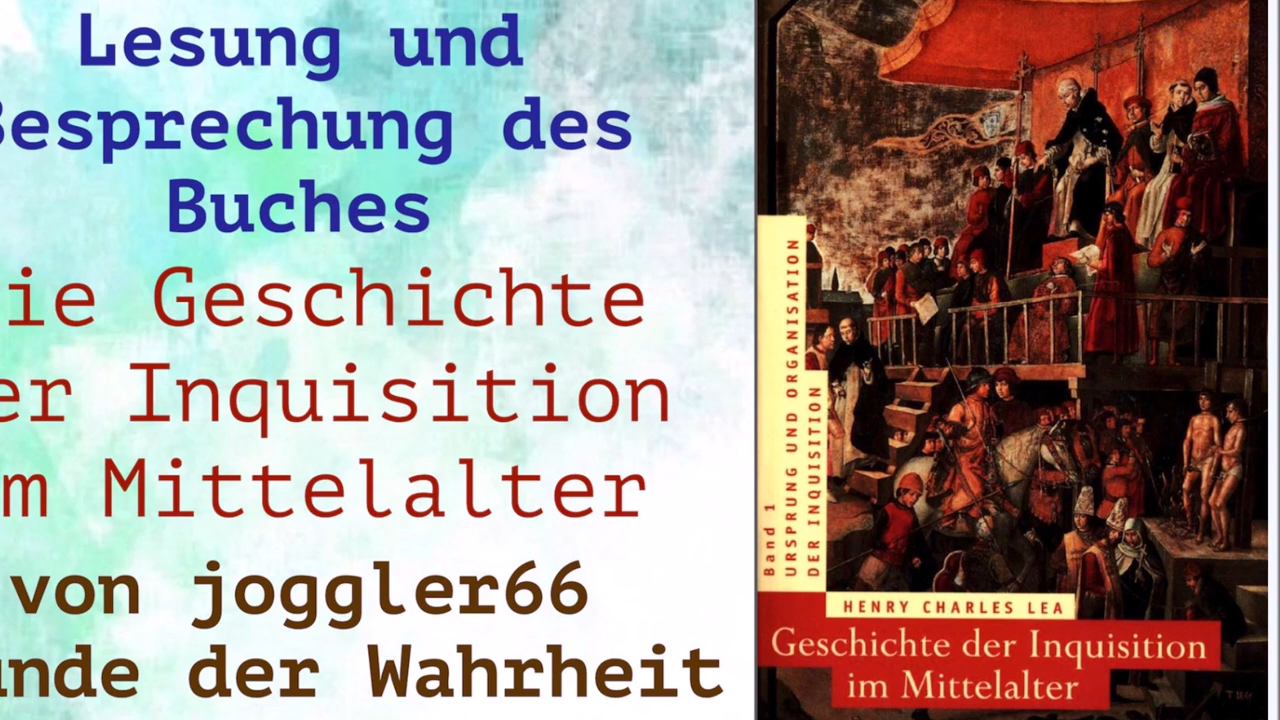 Lesung und
Besprechung des
Buches
ie Geschichte
er Inquisition
m Mittelalter
von joggler66
unde der Wahrheit
Band 1
URSPRUNG UND ORGANISATION
DER INQUISITION
HENRY CHARLES LEA
Geschichte der Inquisition
im Mittelalter